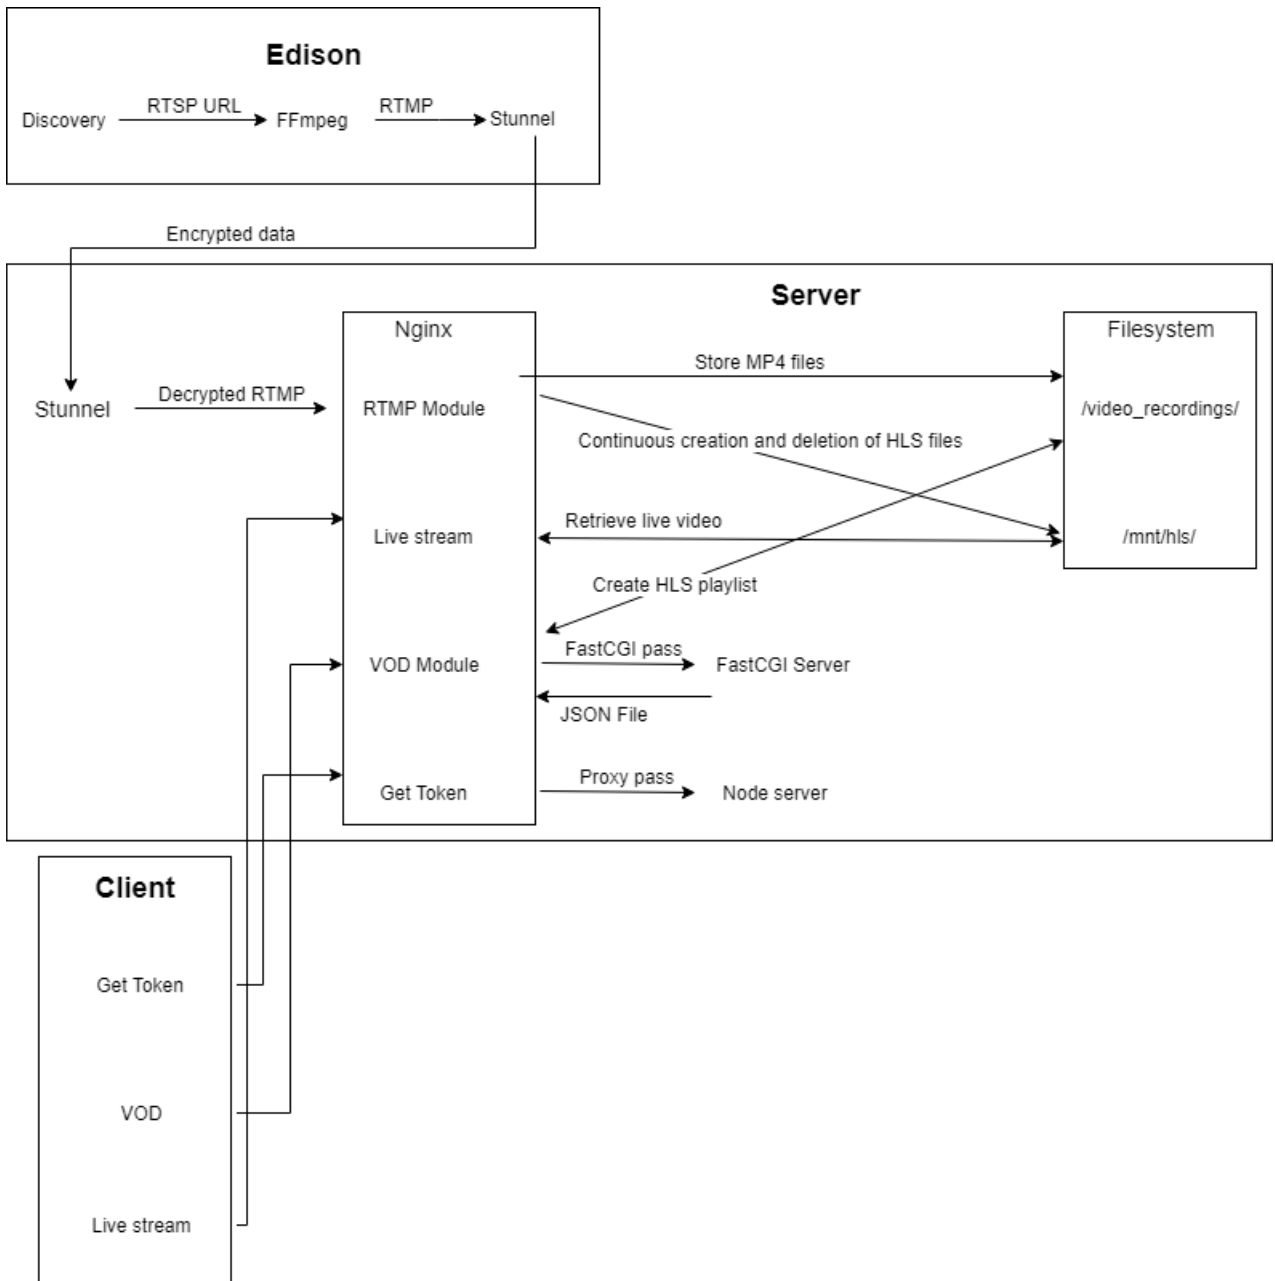 Edison
Discovery
RTSP URL
FFmpeg
RTMP
Stunnel
Encrypted data
Server
Nginx
Filesystem
Store MP4 files
Stunnel
Decrypted RTMP
RTMP Module
/video_recordings/
Continuous creation and deletion of HLS files
Live stream
Retrieve live video
/mnt/hls/
Create HLS playlist
VOD Module
FastCGI pass
FastCGI Server
JSON File
Get Token
Proxy pass
Node server
Client
Get Token
VOD
Live stream